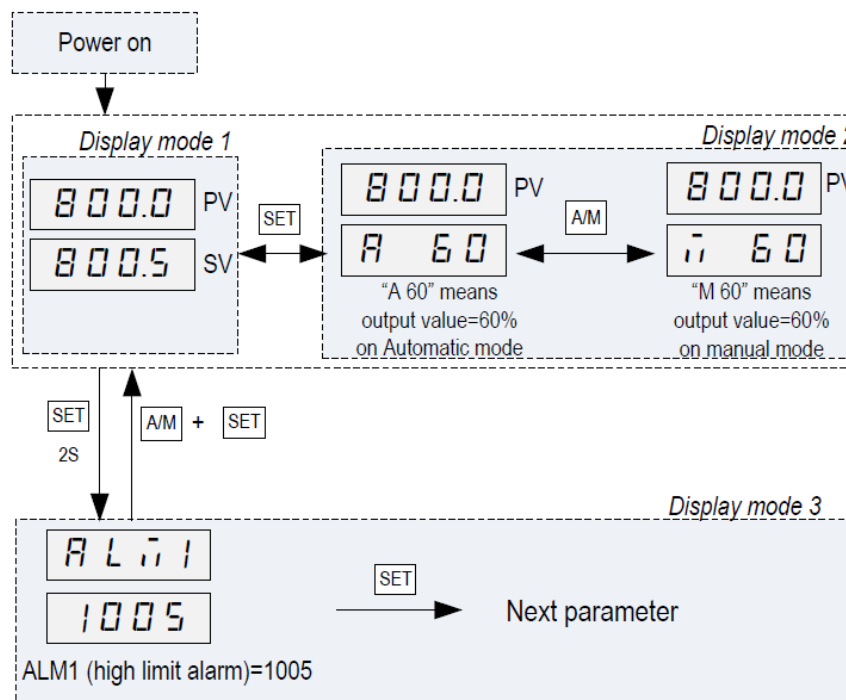 Power on
Display mode 1
800.0 PV
800.5 SV
SET
Display mode 2
800.0 PV
A 60
“A 60” means
output value=60%
on Automatic mode
A/M
800.0 PV
M 60
“M 60” means
output value=60%
on manual mode
SET
2S
A/M + SET
Display mode 3
ALM1
1005
ALM1 (high limit alarm)=1005
SET
Next parameter